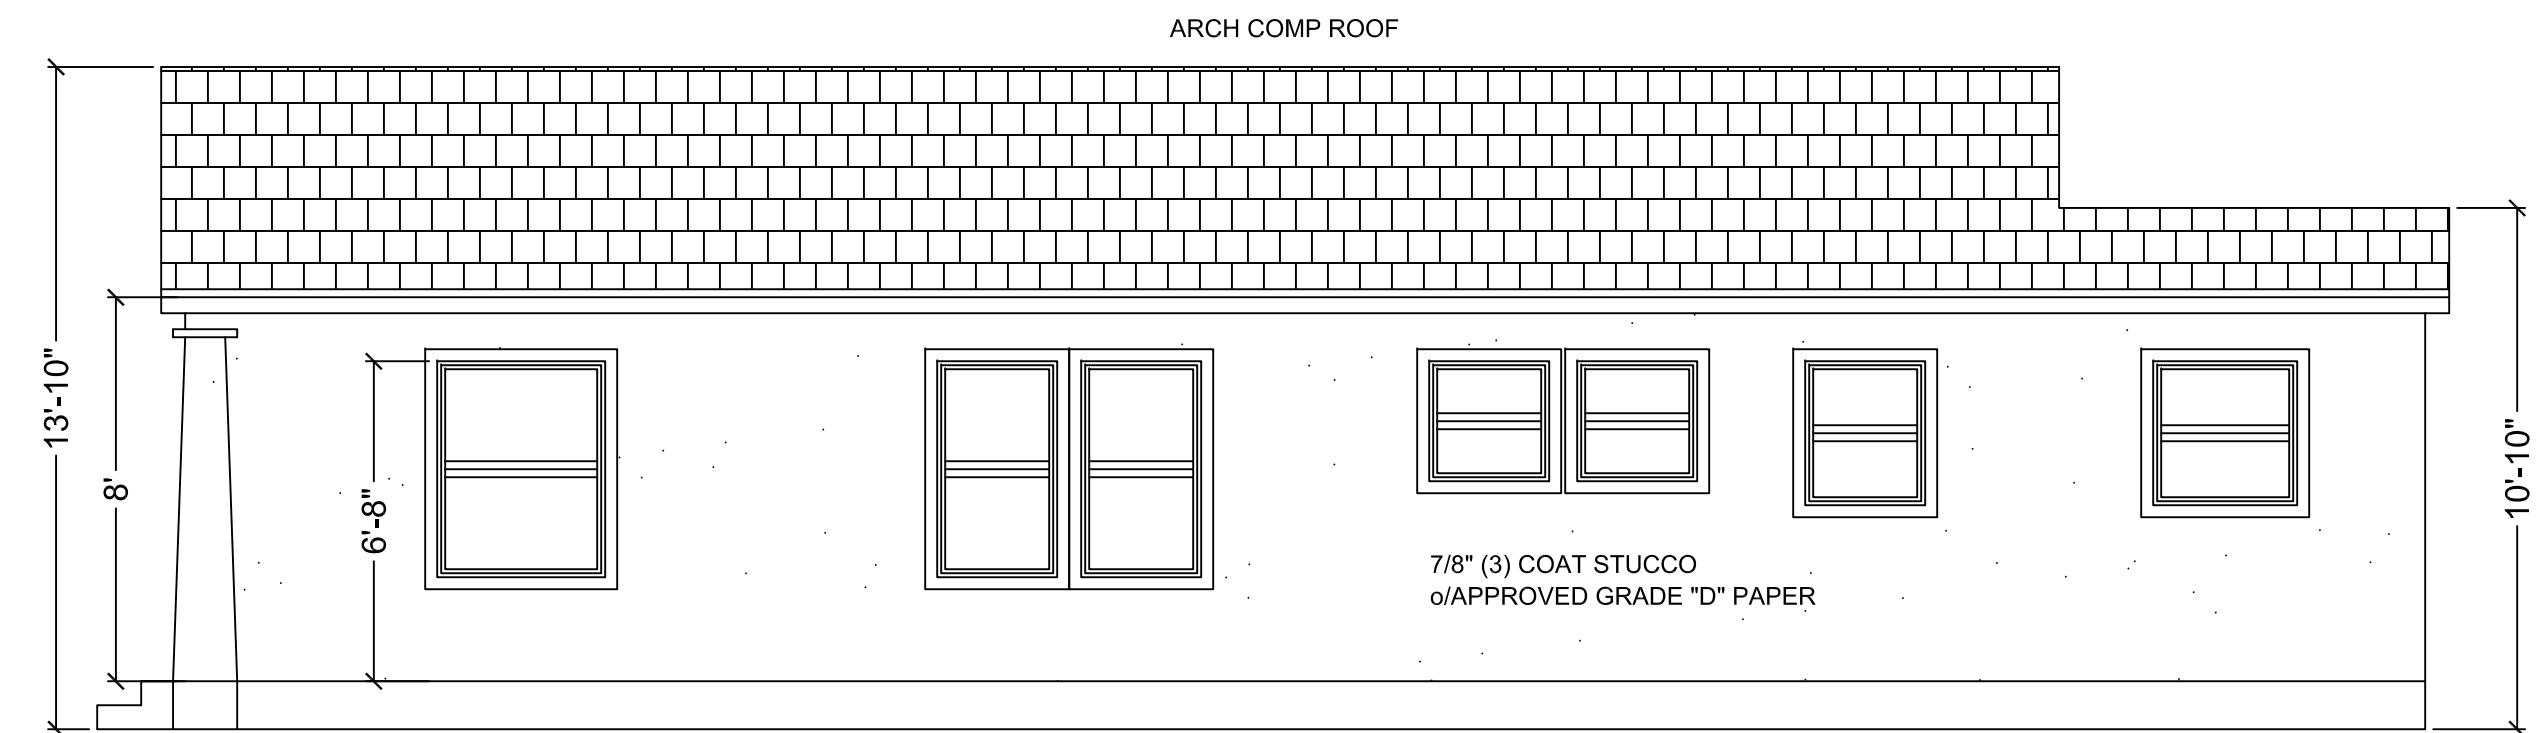 ARCH COMP ROOF
13'-10"
8'
6'-8"
10'-10"
7/8" (3) COAT STUCCO
o/APPROVED GRADE "D" PAPER